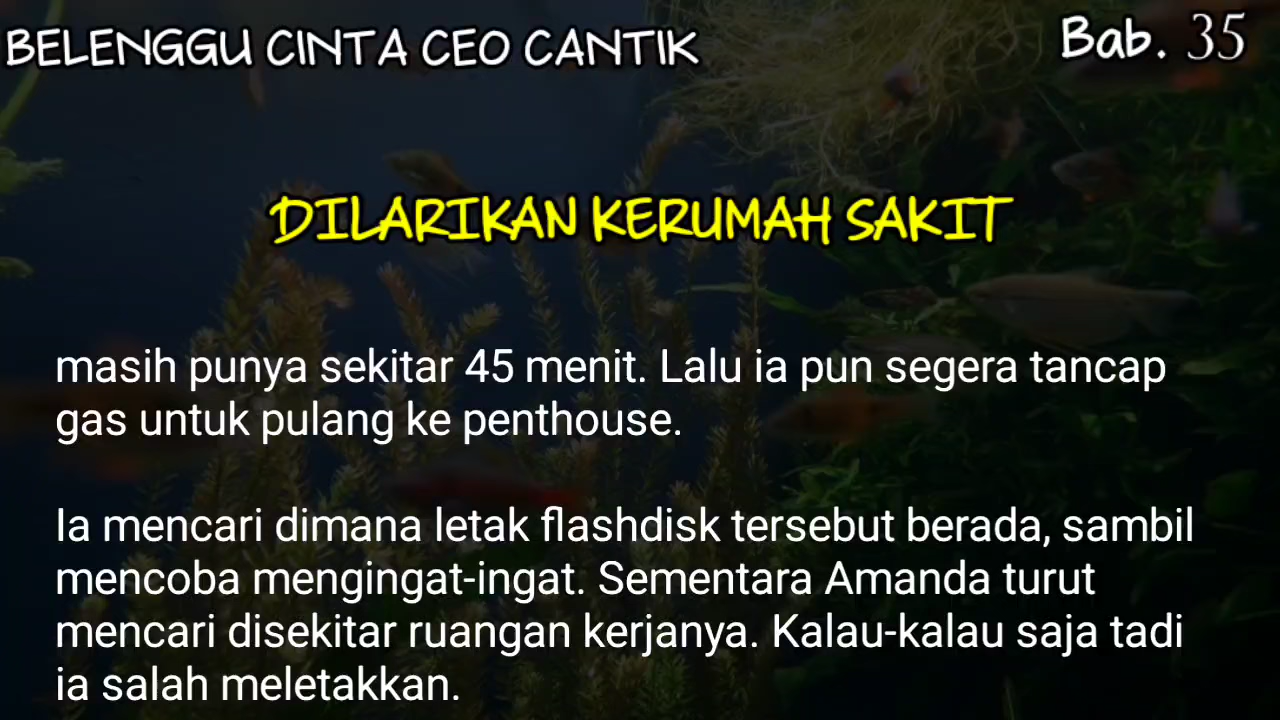 BELENGGU CINTA CEO CANTIK
Bab. 35
DILARIKAN KERUMAH SAKIT
masih punya sekitar 45 menit. Lalu ia pun segera tancap
gas untuk pulang ke penthouse.
Ia mencari dimana letak flashdisk tersebut berada, sambil
mencoba mengingat-ingat. Sementara Amanda turut
mencari disekitar ruangan kerjanya. Kalau-kalau saja tadi
ia salah meletakkan.